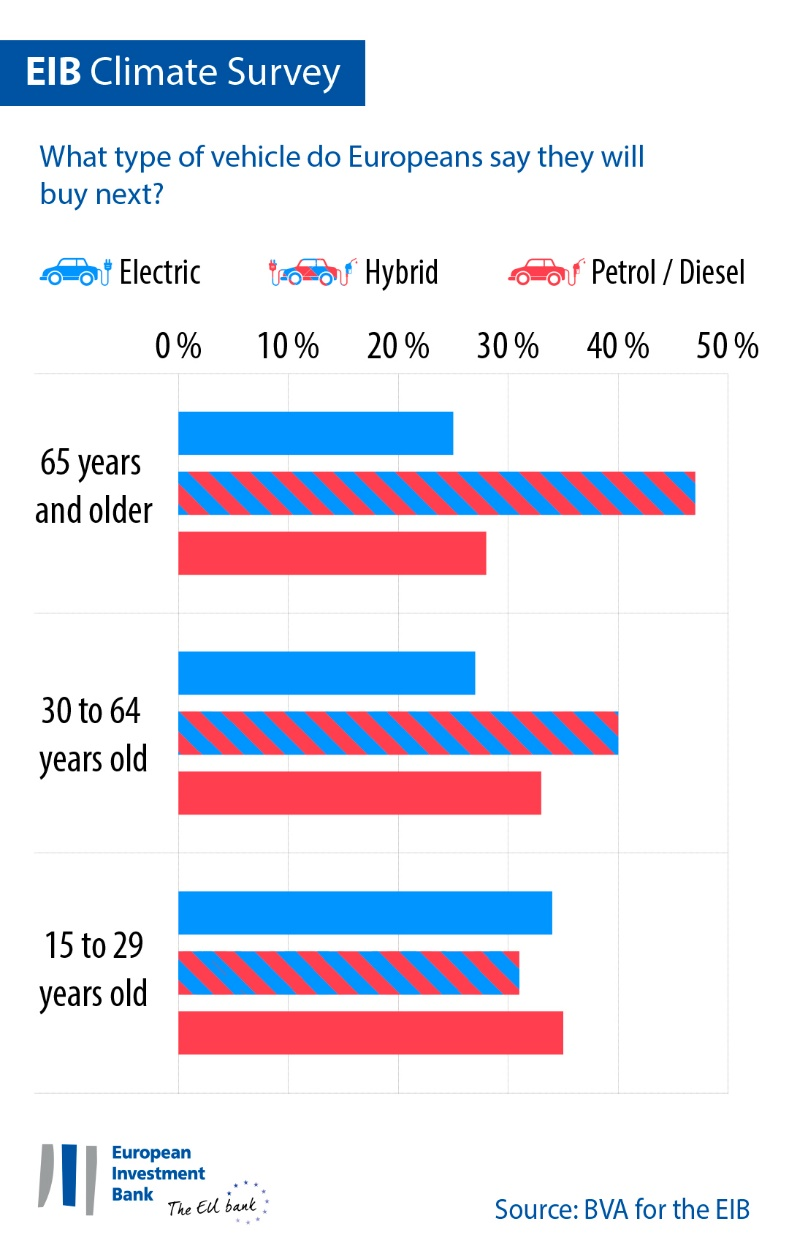 EIB Climate Survey
What type of vehicle do Europeans say they will
buy next?
Electric
Hybrid
Petrol / Diesel
0 % 10 % 20 % 30 % 40 % 50 %
65 years
and older
30 to 64
years old
15 to 29
years old
European
Investment
Bank
The EU bank
Source: BVA for the EIB